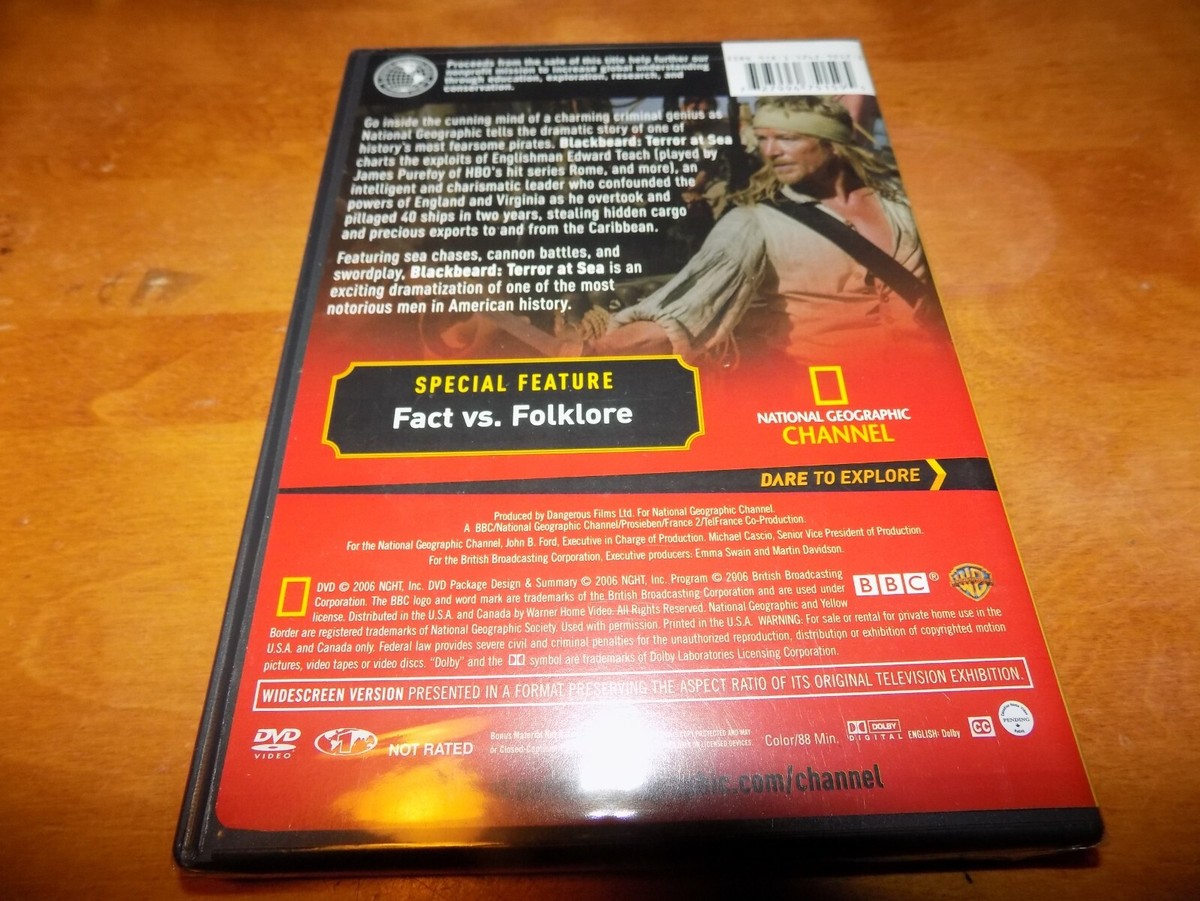 Proceeds from the sale of this title help further our
nonprofit mission to increase global understanding
through education, exploration, research, and
conservation.
Go inside the cunning mind of a charming criminal genius as
National Geographic tells the dramatic story of one of
history's most fearsome pirates. Blackbeard: Terror at Sea
charts the exploits of Englishman Edward Teach (played by
James Purefoy of HBO's hit series Rome, and more), an
intelligent and charismatic leader who confounded the
powers of England and Virginia as he overtook and
pillaged 40 ships in two years, stealing hidden cargo
and precious exports to and from the Caribbean.
Featuring sea chases, cannon battles, and
swordplay, Blackbeard: Terror at Sea is an
exciting dramatization of one of the most
notorious men in American history.
SPECIAL FEATURE
Fact vs. Folklore
NATIONAL GEOGRAPHIC
CHANNEL
DARE TO EXPLORE
Produced by Dangerous Films Ltd. For National Geographic Channel.
A BBC/National Geographic Channel/Prosieben/France 2/TelFrance Co-Production.
For the National Geographic Channel, John B. Ford, Executive in Charge of Production. Michael Cascio, Senior Vice President of Production.
For the British Broadcasting Corporation, Executive producers: Emma Swain and Martin Davidson.
DVD © 2006 NGHT, Inc. DVD Package Design & Summary © 2006 NGHT, Inc. Program © 2006 British Broadcasting
Corporation. The BBC logo and word mark are trademarks of the British Broadcasting Corporation and are used under
license. Distributed in the U.S.A. and Canada by Warner Home Video. All Rights Reserved. National Geographic and Yellow
Border are registered trademarks of National Geographic Society. Used with permission. Printed in the U.S.A. WARNING: For sale or rental for private home use in the
U.S.A. and Canada only. Federal law provides severe civil and criminal penalties for the unauthorized reproduction, distribution or exhibition of copyrighted motion
pictures, video tapes or video discs. "Dolby" and the DD symbol are trademarks of Dolby Laboratories Licensing Corporation.
BBC®
WB
WIDESCREEN VERSION PRESENTED IN A FORMAT PRESERVING THE ASPECT RATIO OF ITS ORIGINAL TELEVISION EXHIBITION.
DVD
VIDEO
1
NOT RATED
Bonus Material Not
or Closed-
COPY PROTECTED AND MAY
ON LICENSED DEVICES.
Color/88 Min.
DOLBY
DIGITAL
ENGLISH: Dolby
CC
PENDING
.com/channel